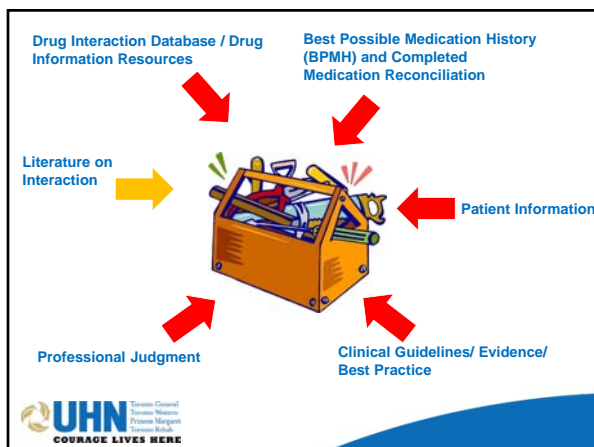 Drug Interaction Database / Drug
Information Resources
Best Possible Medication History
(BPMH) and Completed
Medication Reconciliation
Literature on
Interaction
Patient Information
Professional Judgment
Clinical Guidelines/ Evidence/
Best Practice
UHN
Toronto General
Toronto Western
Princess Margaret
Toronto Rehab
COURAGE LIVES HERE